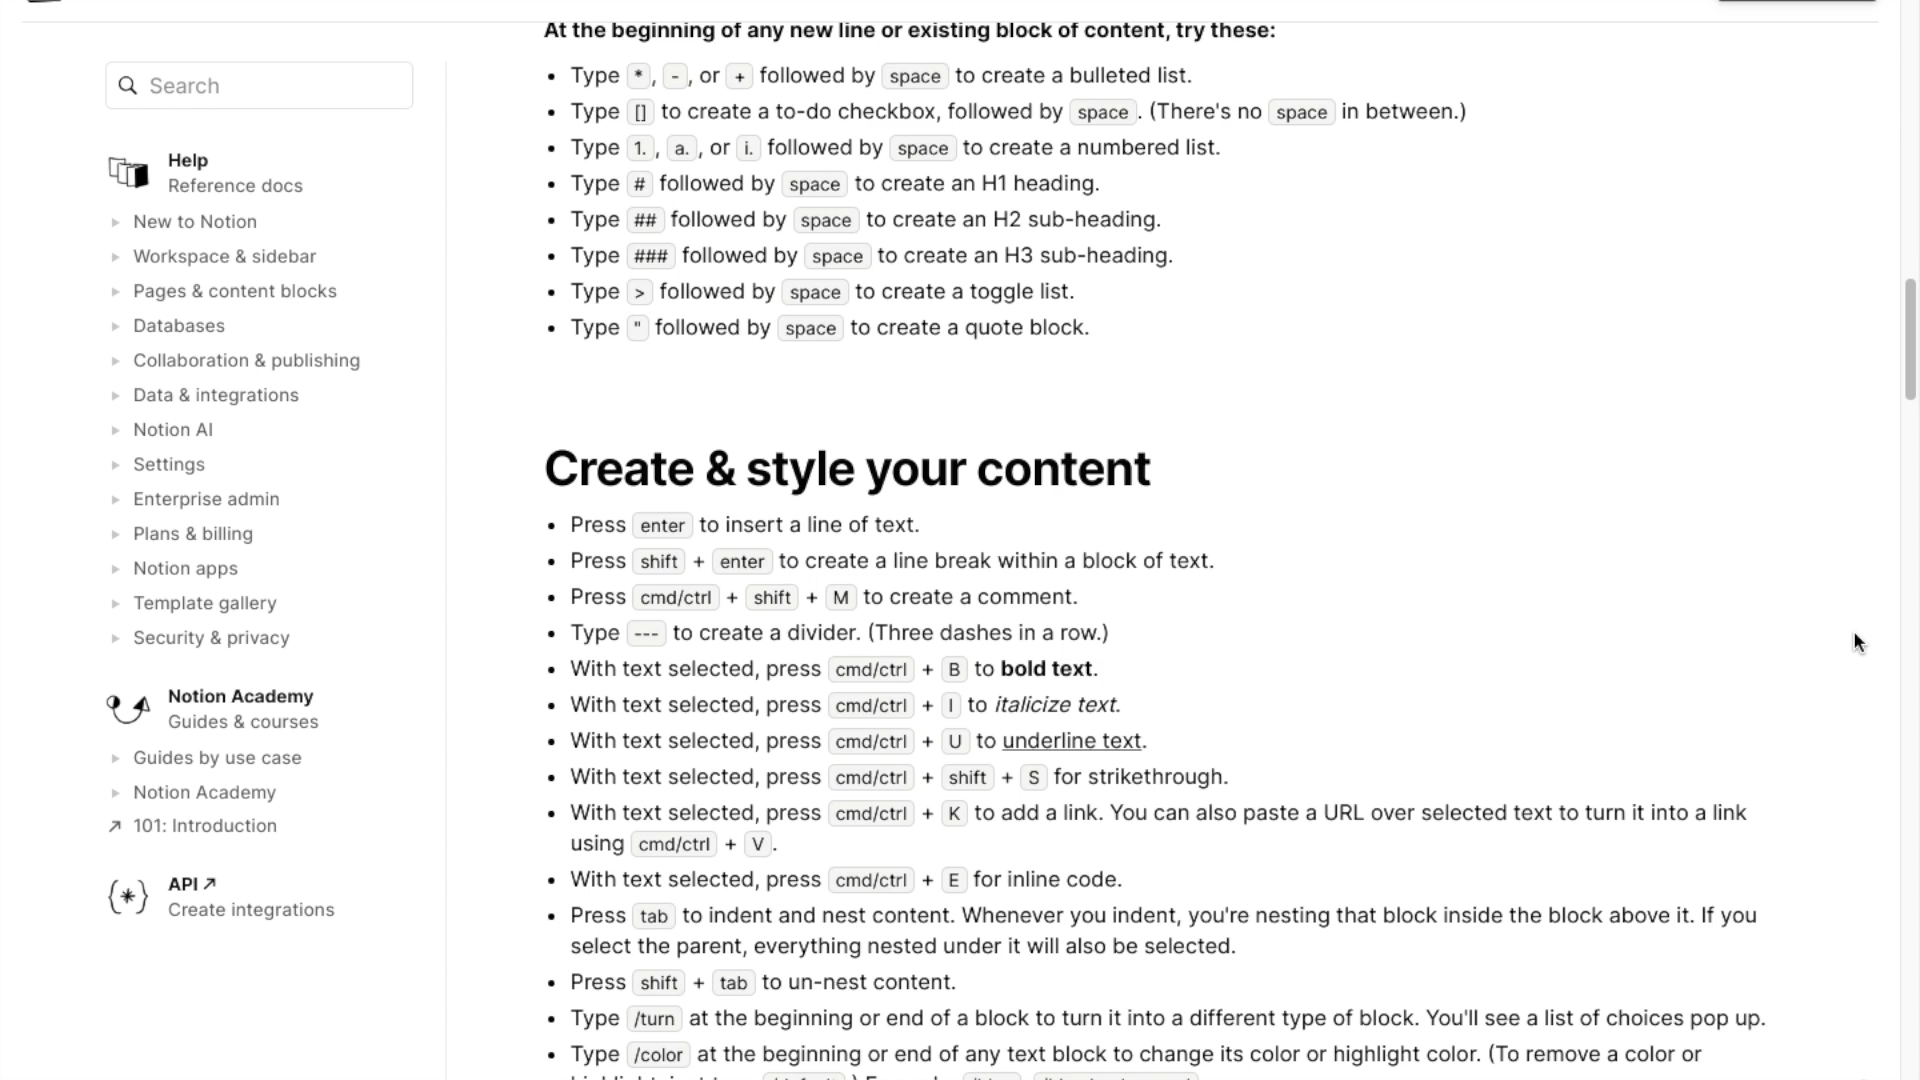 At the beginning of any new line or existing block of content, try these:
Search
Help
Reference docs
New to Notion
Workspace & sidebar
Pages & content blocks
Databases
Collaboration & publishing
Data & integrations
Notion AI
Settings
Enterprise admin
Plans & billing
Notion apps
Template gallery
Security & privacy
Notion Academy
Guides & courses
Guides by use case
Notion Academy
101: Introduction
API
Create integrations
• Type *, -, or + followed by space to create a bulleted list.
• Type [] to create a to-do checkbox, followed by space. (There's no space in between.)
• Type 1., a., or i. followed by space to create a numbered list.
• Type # followed by space to create an H1 heading.
• Type ## followed by space to create an H2 sub-heading.
• Type ### followed by space to create an H3 sub-heading.
• Type > followed by space to create a toggle list.
• Type " followed by space to create a quote block.
Create & style your content
• Press enter to insert a line of text.
• Press shift + enter to create a line break within a block of text.
• Press cmd/ctrl + shift + M to create a comment.
• Type --- to create a divider. (Three dashes in a row.)
• With text selected, press cmd/ctrl + B to bold text.
• With text selected, press cmd/ctrl + I to italicize text.
• With text selected, press cmd/ctrl + U to underline text.
• With text selected, press cmd/ctrl + shift + S for strikethrough.
• With text selected, press cmd/ctrl + K to add a link. You can also paste a URL over selected text to turn it into a link
using cmd/ctrl + V.
• With text selected, press cmd/ctrl + E for inline code.
• Press tab to indent and nest content. Whenever you indent, you're nesting that block inside the block above it. If you
select the parent, everything nested under it will also be selected.
• Press shift + tab to un-nest content.
• Type /turn at the beginning or end of a block to turn it into a different type of block. You'll see a list of choices pop up.
• Type /color at the beginning or end of any text block to change its color or highlight color. (To remove a color or